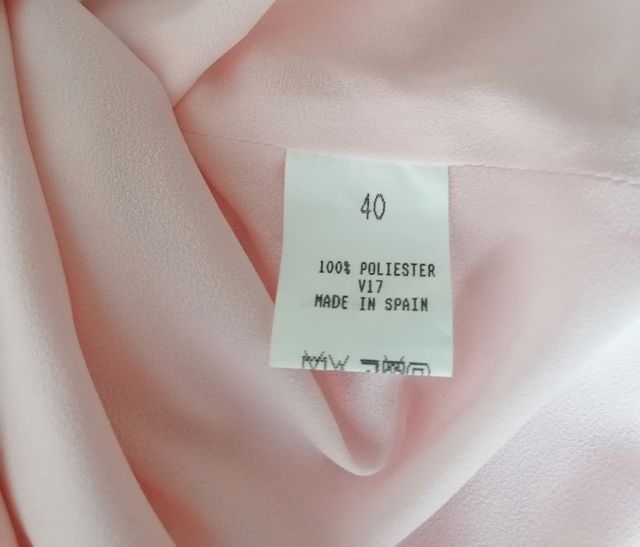 40
100% POLIESTER
V17
MADE IN SPAIN